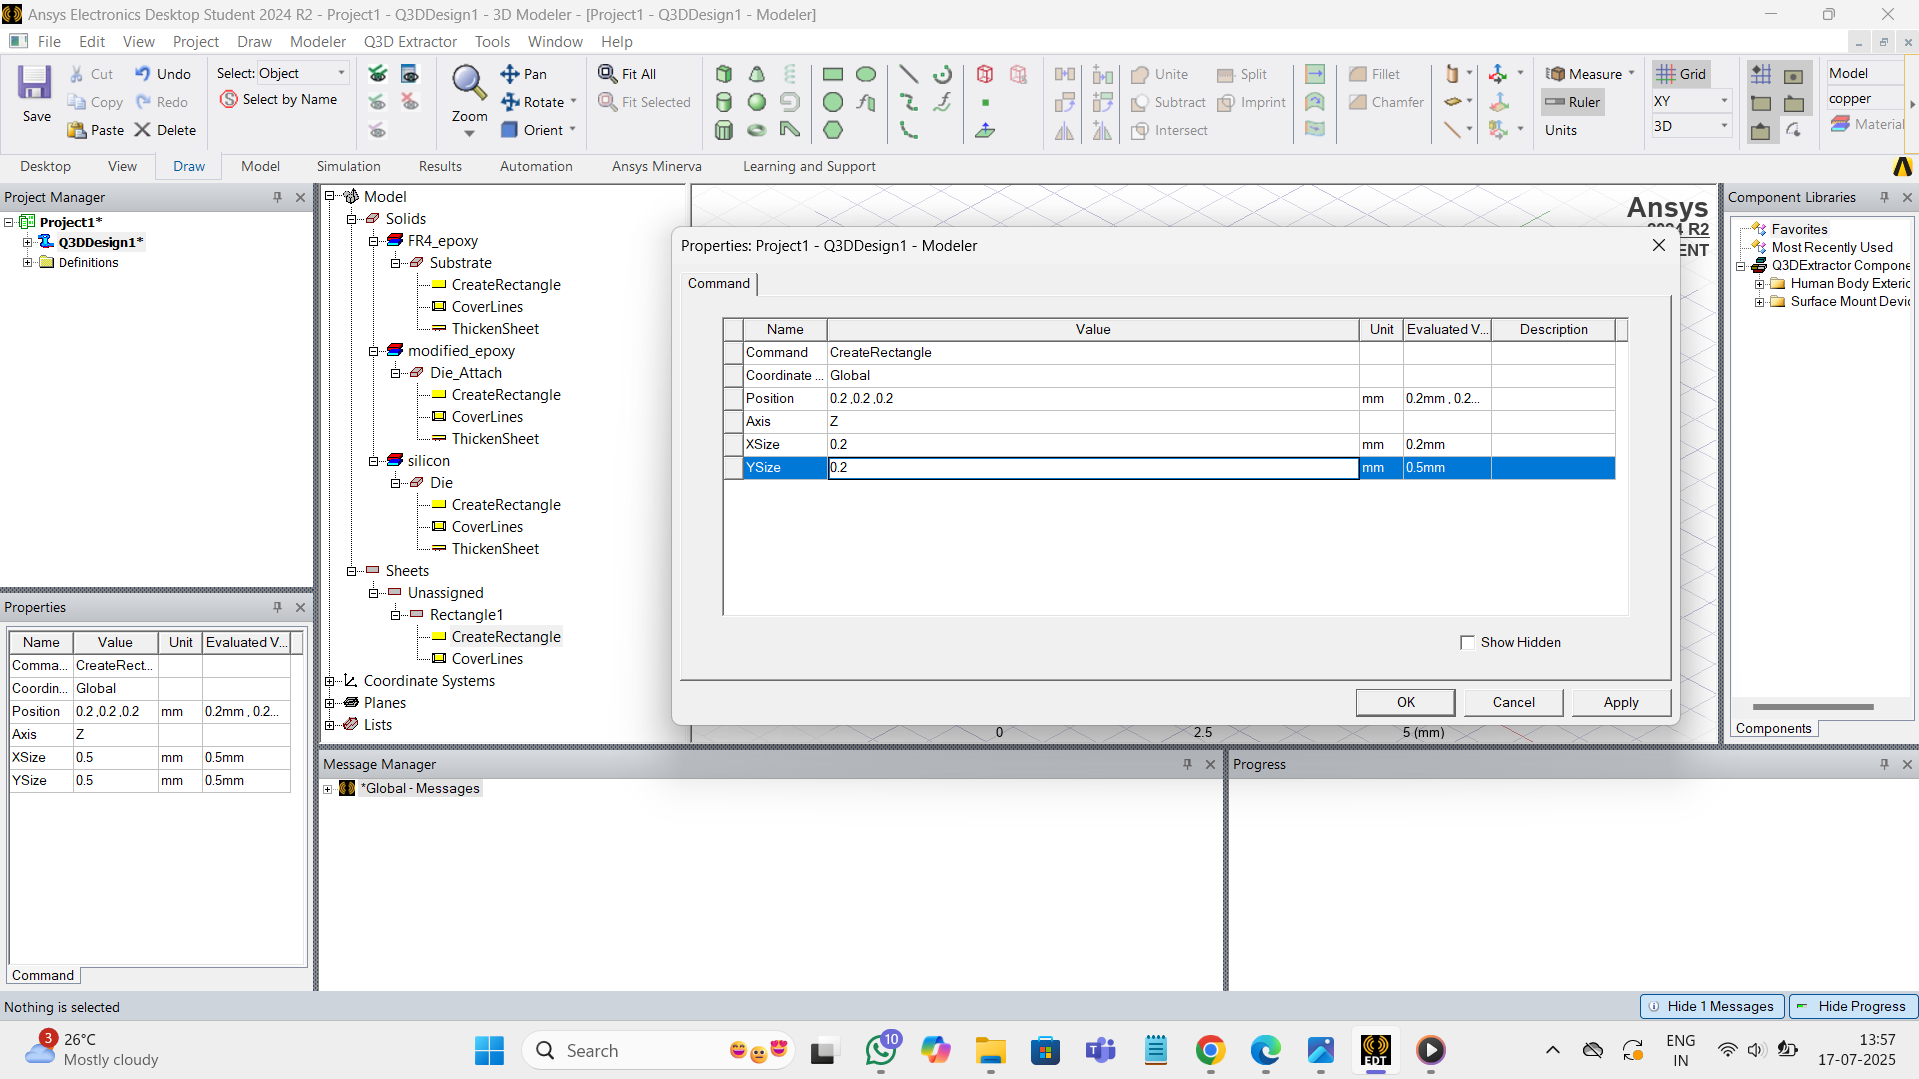 Ansys Electronics Desktop Student 2024 R2 - Project1 - Q3DDesign1 - 3D Modeler - [Project1 - Q3DDesign1 - Modeler]
File Edit View Project Draw Modeler Q3D Extractor Tools Window Help
Save
Cut
Copy
Paste
Undo
Redo
Delete
Select: Object
Select by Name
Zoom
Pan
Rotate
Orient
Fit All
Fit Selected
Unite
Subtract
Intersect
Split
Imprint
Fillet
Chamfer
Measure
Ruler
Units
Grid
XY
3D
Model
copper
Material
Desktop View Draw Model Simulation Results Automation Ansys Minerva Learning and Support
Project Manager
Project1*
Q3DDesign1*
Definitions
Model
Solids
FR4_epoxy
Substrate
CreateRectangle
CoverLines
ThickenSheet
modified_epoxy
Die_Attach
CreateRectangle
CoverLines
ThickenSheet
silicon
Die
CreateRectangle
CoverLines
ThickenSheet
Sheets
Unassigned
Rectangle1
CreateRectangle
CoverLines
Coordinate Systems
Planes
Lists
Ansys
2024 R2
ENT
Properties: Project1 - Q3DDesign1 - Modeler
Command
Name Value Unit Evaluated V... Description
Command CreateRectangle
Coordinate ... Global
Position 0.2 ,0.2 ,0.2 mm 0.2mm , 0.2...
Axis Z
XSize 0.2 mm 0.2mm
YSize 0.2 mm 0.5mm
Show Hidden
OK Cancel Apply
0 2.5 5 (mm)
Component Libraries
Favorites
Most Recently Used
Q3DExtractor Compone
Human Body Exteric
Surface Mount Devic
Components
Properties
Name Value Unit Evaluated V...
Comma... CreateRect...
Coordin... Global
Position 0.2 ,0.2 ,0.2 mm 0.2mm , 0.2...
Axis Z
XSize 0.5 mm 0.5mm
YSize 0.5 mm 0.5mm
Command
Message Manager
*Global - Messages
Progress
Nothing is selected
Hide 1 Messages
Hide Progress
3
26°C
Mostly cloudy
Search
10
EDT
ENG
IN
13:57
17-07-2025